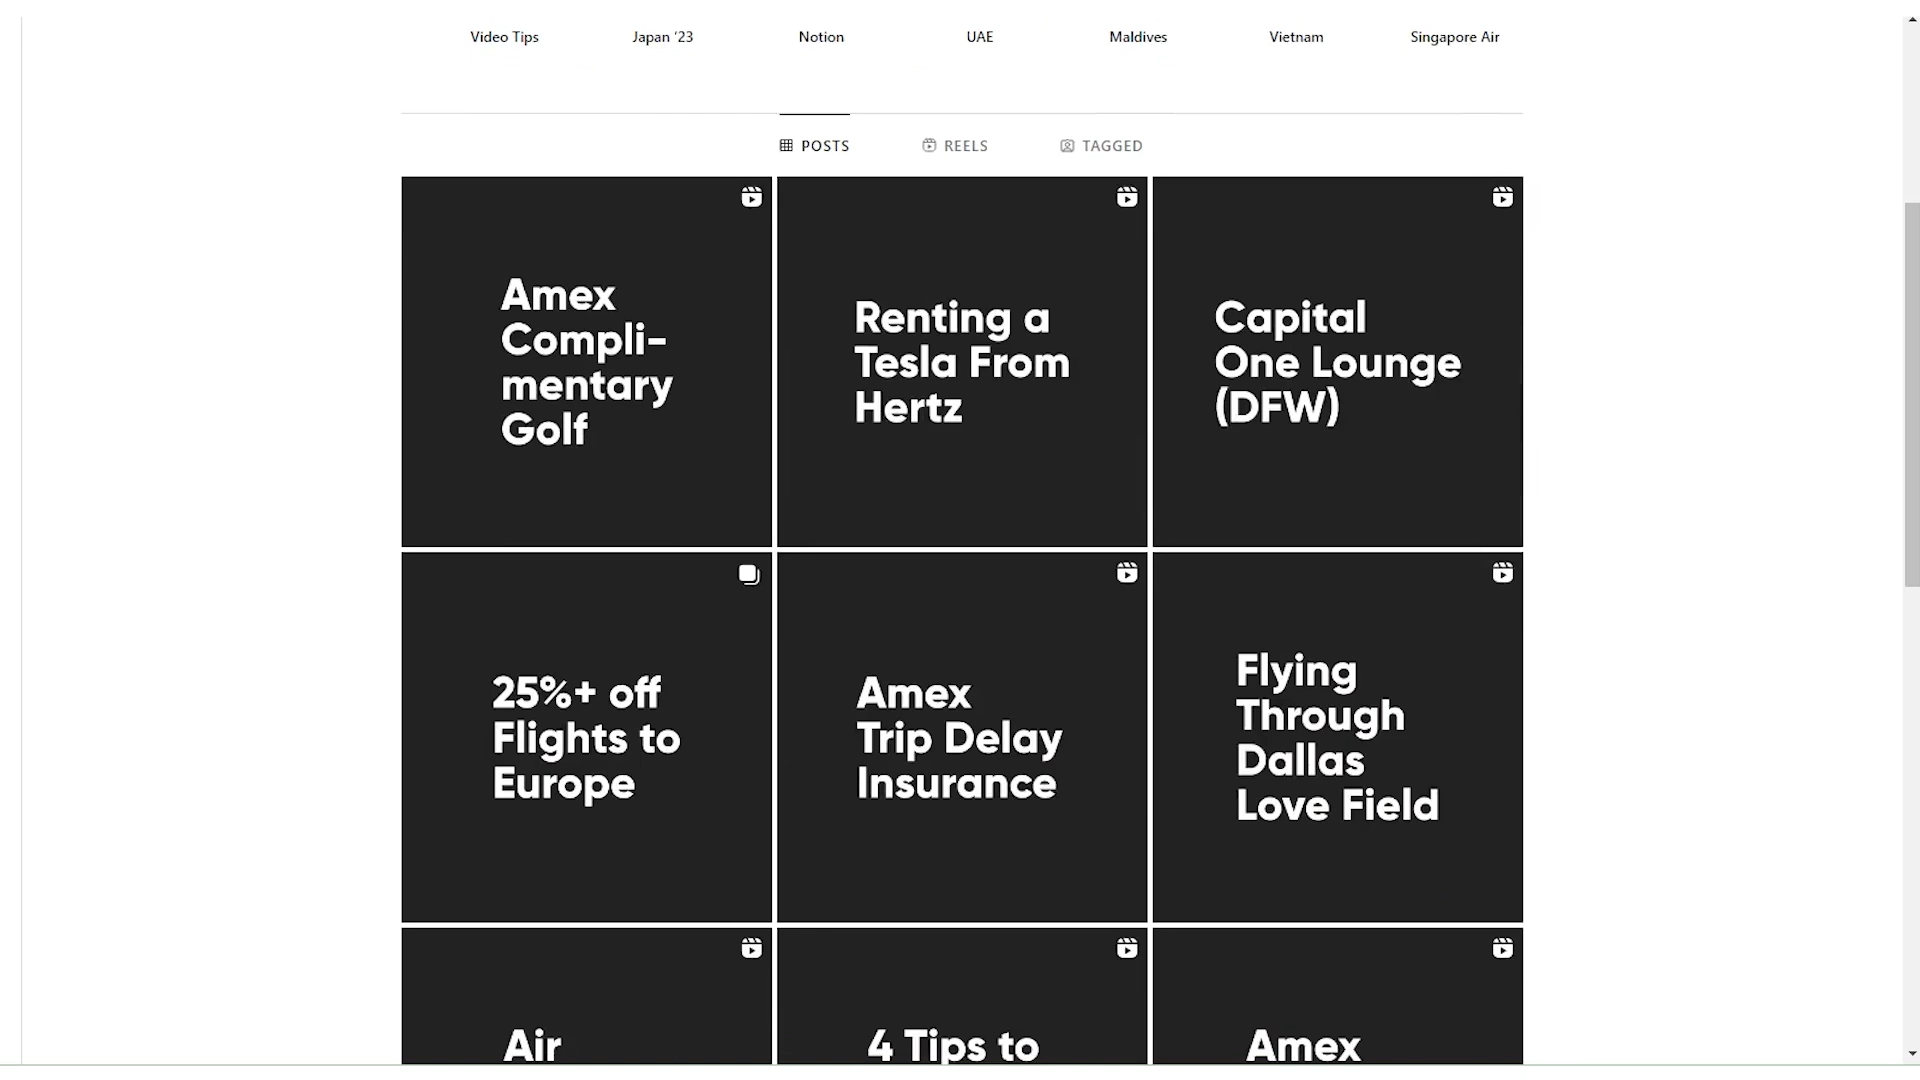 Video Tips
Japan '23
Notion
UAE
Maldives
Vietnam
Singapore Air
POSTS
REELS
TAGGED
Amex
Compli-
mentary
Golf
Renting a
Tesla From
Hertz
Capital
One Lounge
(DFW)
25%+ off
Flights to
Europe
Amex
Trip Delay
Insurance
Flying
Through
Dallas
Love Field
Air
4 Tips to
Amex